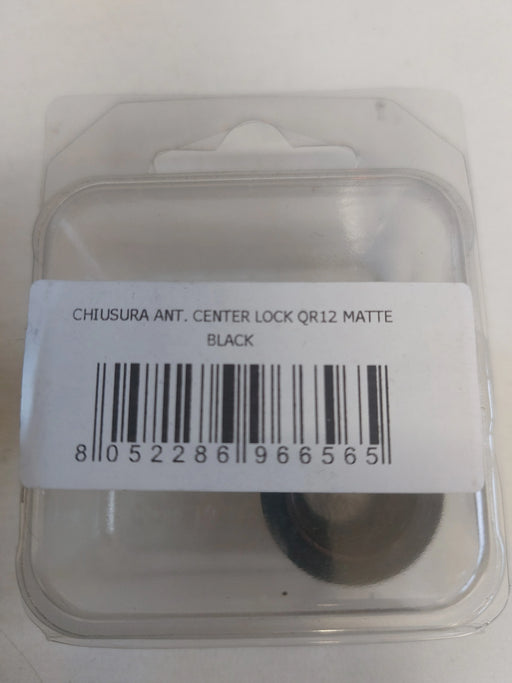 CHIUSURA ANT. CENTER LOCK QR12 MATTE
BLACK
8 052286 966565